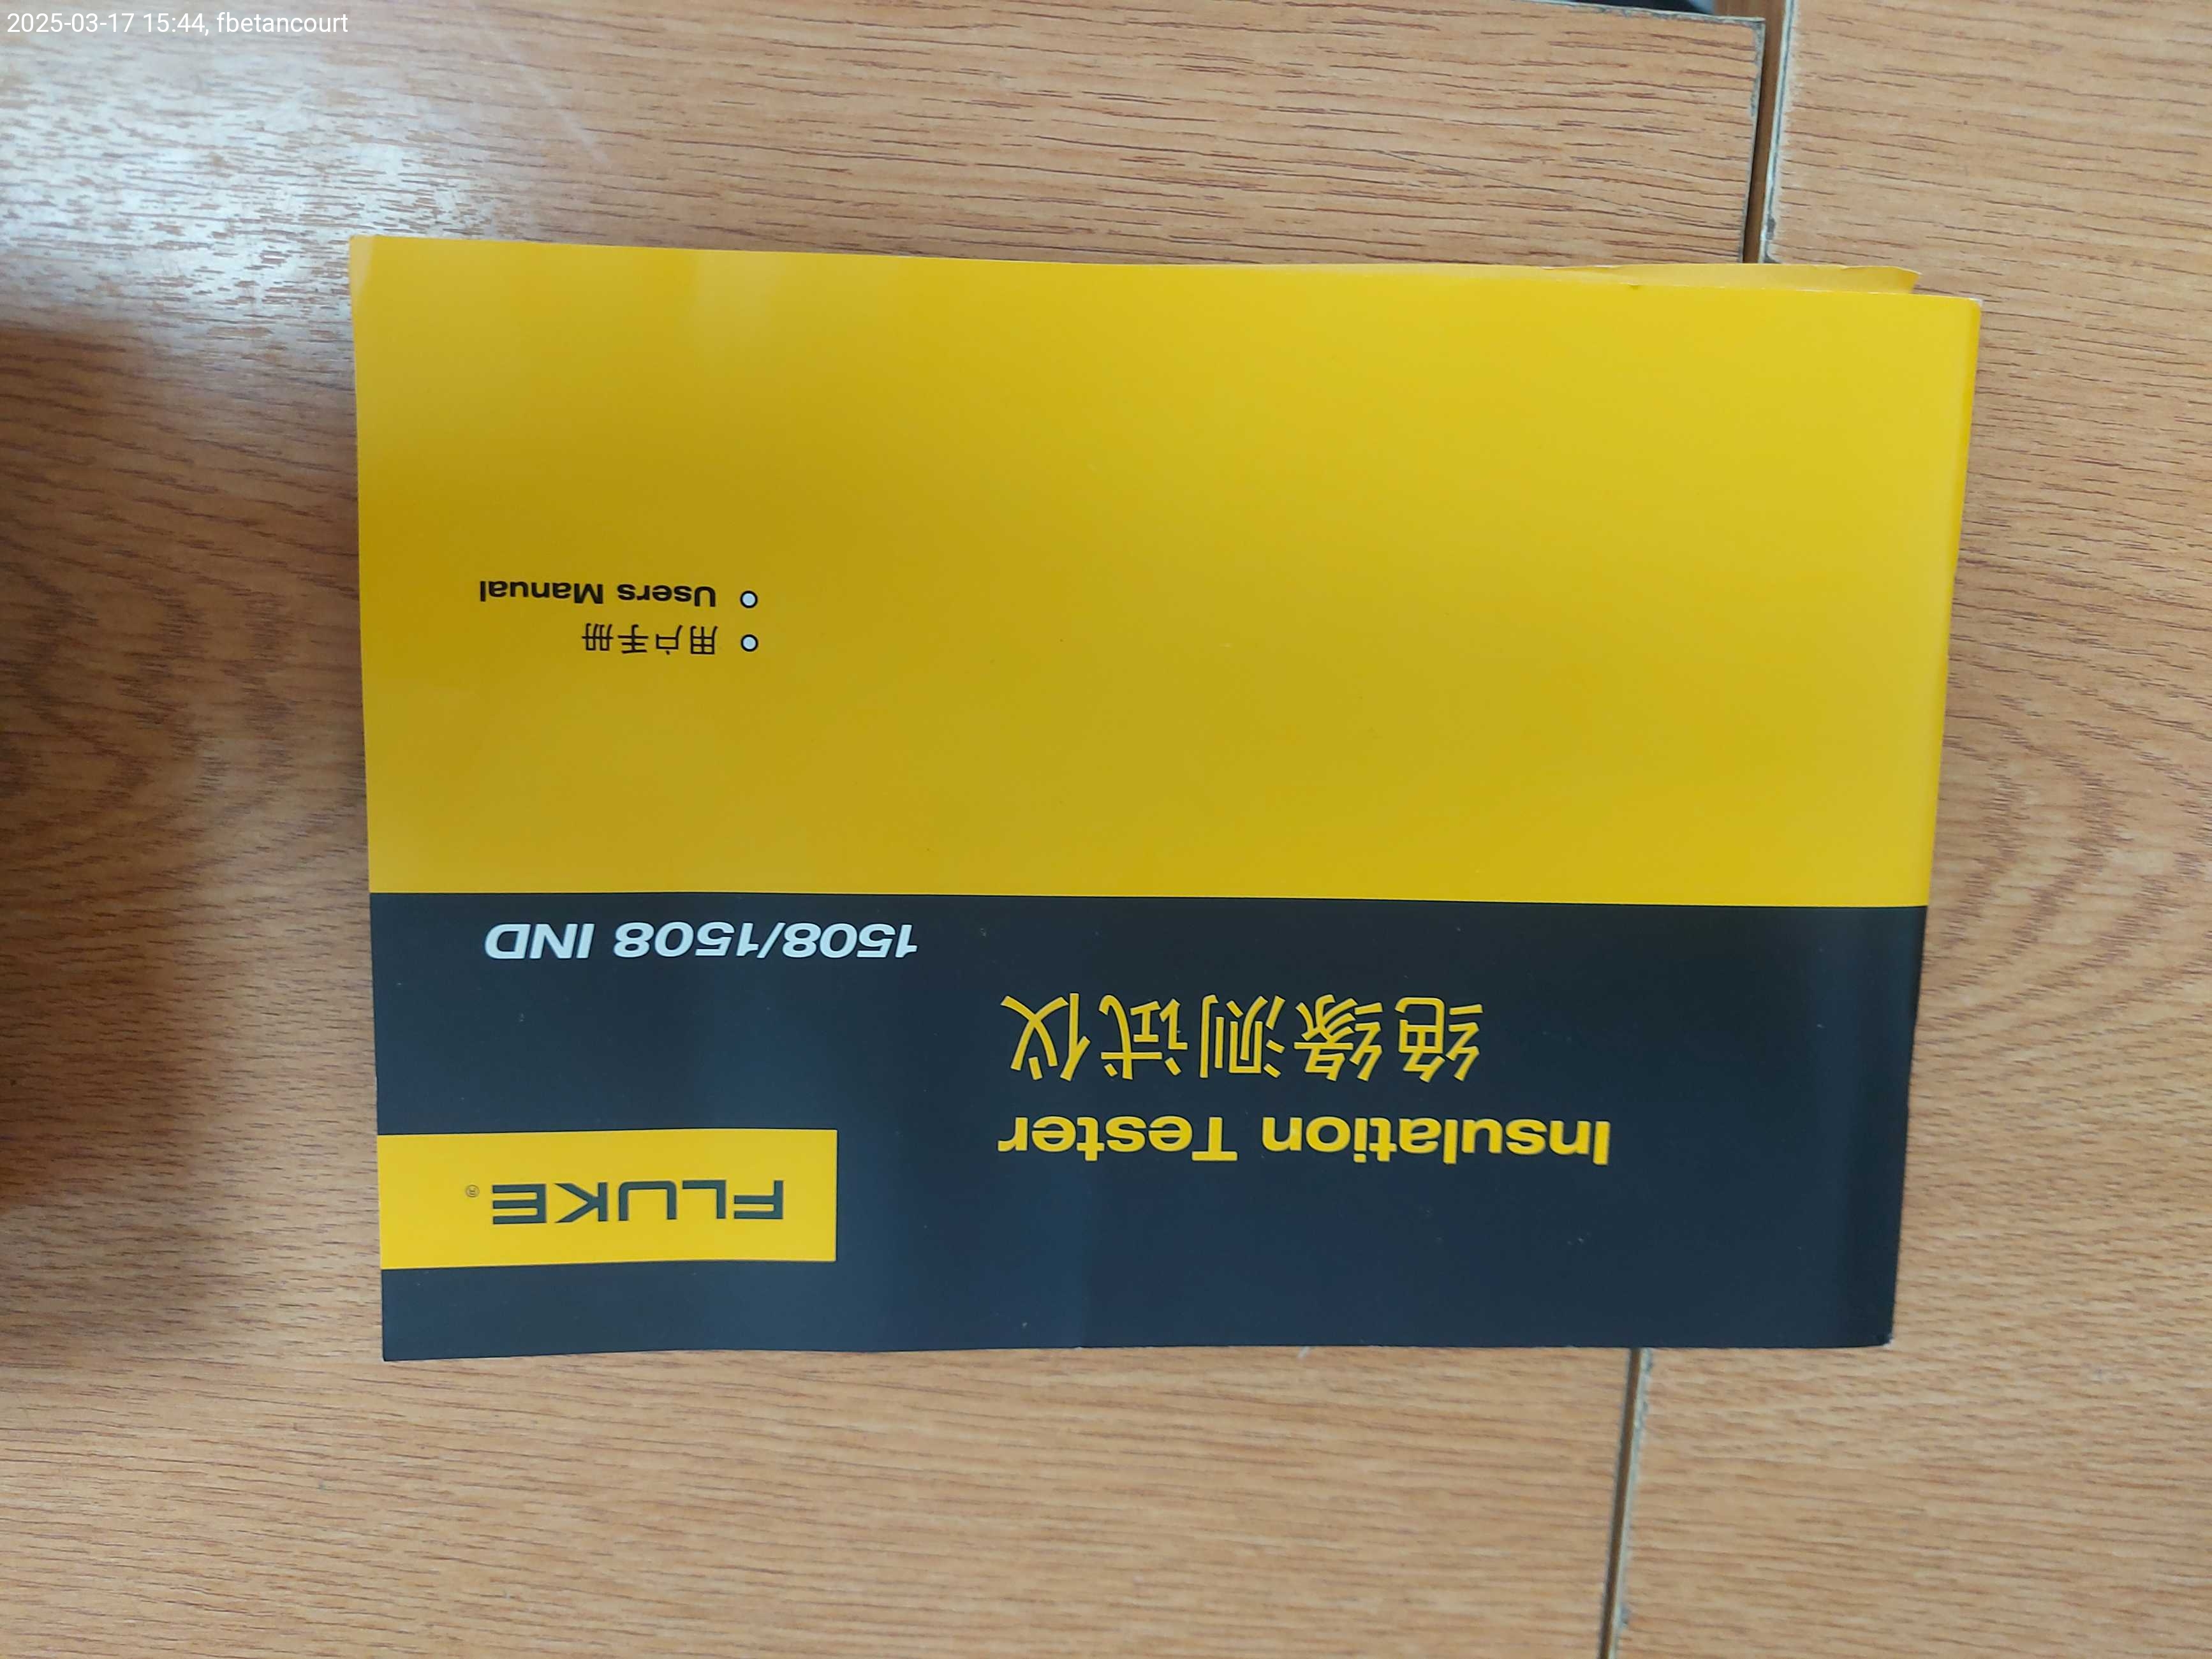 2025-03-17 15:44, fbetancourt
FLUKE®
Insulation Tester
绝缘测试仪
1508/1508 IND
用户手册
Users Manual